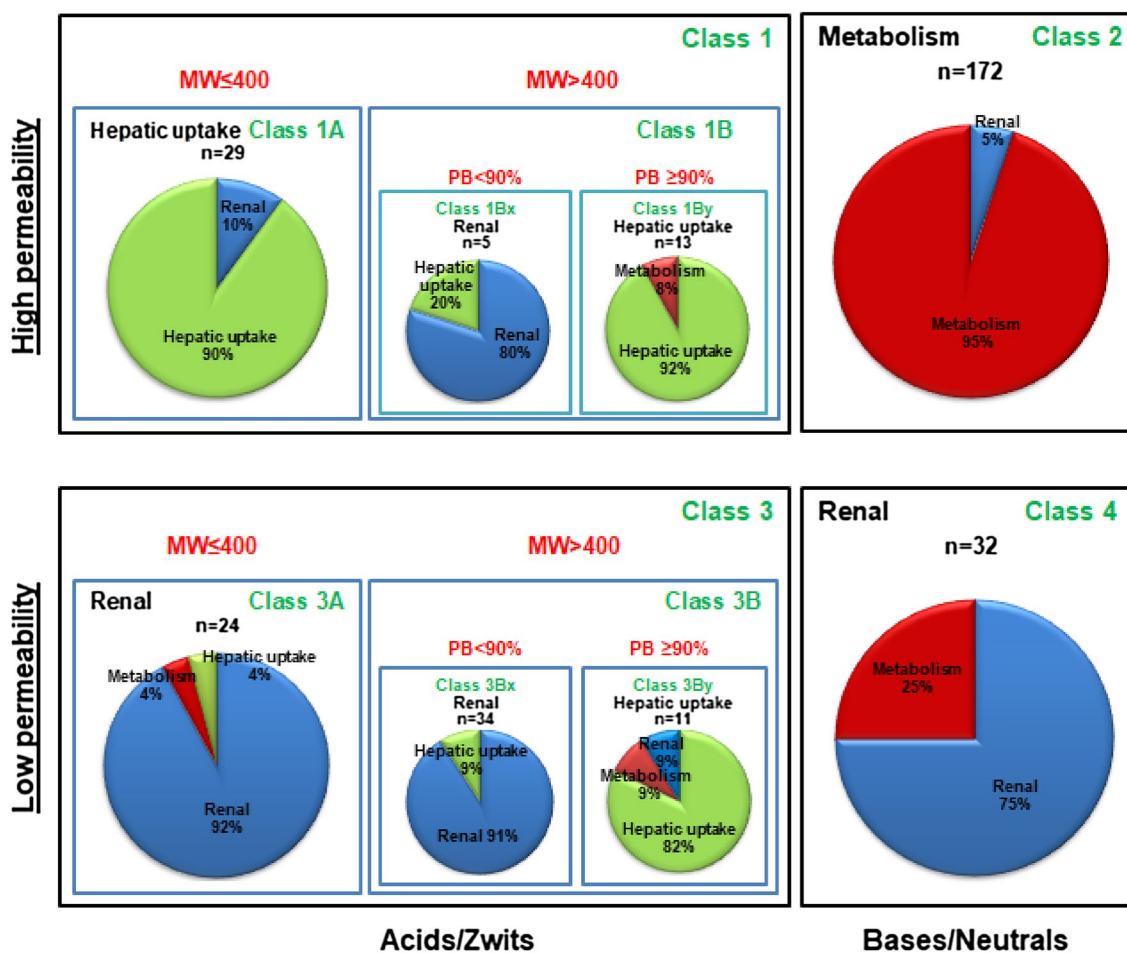 High permeability
Class 1
MW≤400
MW>400
Hepatic uptake Class 1A
n=29
Renal
10%
Hepatic uptake
90%
Class 1B
PB<90%
PB ≥90%
Class 1Bx
Renal
n=5
Hepatic
uptake
20%
Renal
80%
Class 1By
Hepatic uptake
n=13
Metabolism
8%
Hepatic uptake
92%
Metabolism Class 2
n=172
Renal
5%
Metabolism
95%
Low permeability
Class 3
MW≤400
MW>400
Renal Class 3A
n=24
Hepatic uptake
4%
Metabolism
4%
Renal
92%
Class 3B
PB<90%
PB ≥90%
Class 3Bx
Renal
n=34
Hepatic uptake
9%
Renal 91%
Class 3By
Hepatic uptake
n=11
Renal
9%
Metabolism
9%
Hepatic uptake
82%
Renal Class 4
n=32
Metabolism
25%
Renal
75%
Acids/Zwits
Bases/Neutrals